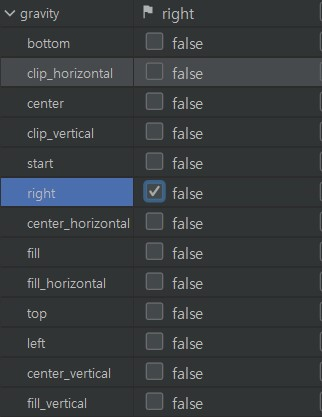 gravity right
bottom false
clip_horizontal false
center false
clip_vertical false
start false
right false
center_horizontal false
fill false
fill_horizontal false
top false
left false
center_vertical false
fill_vertical false